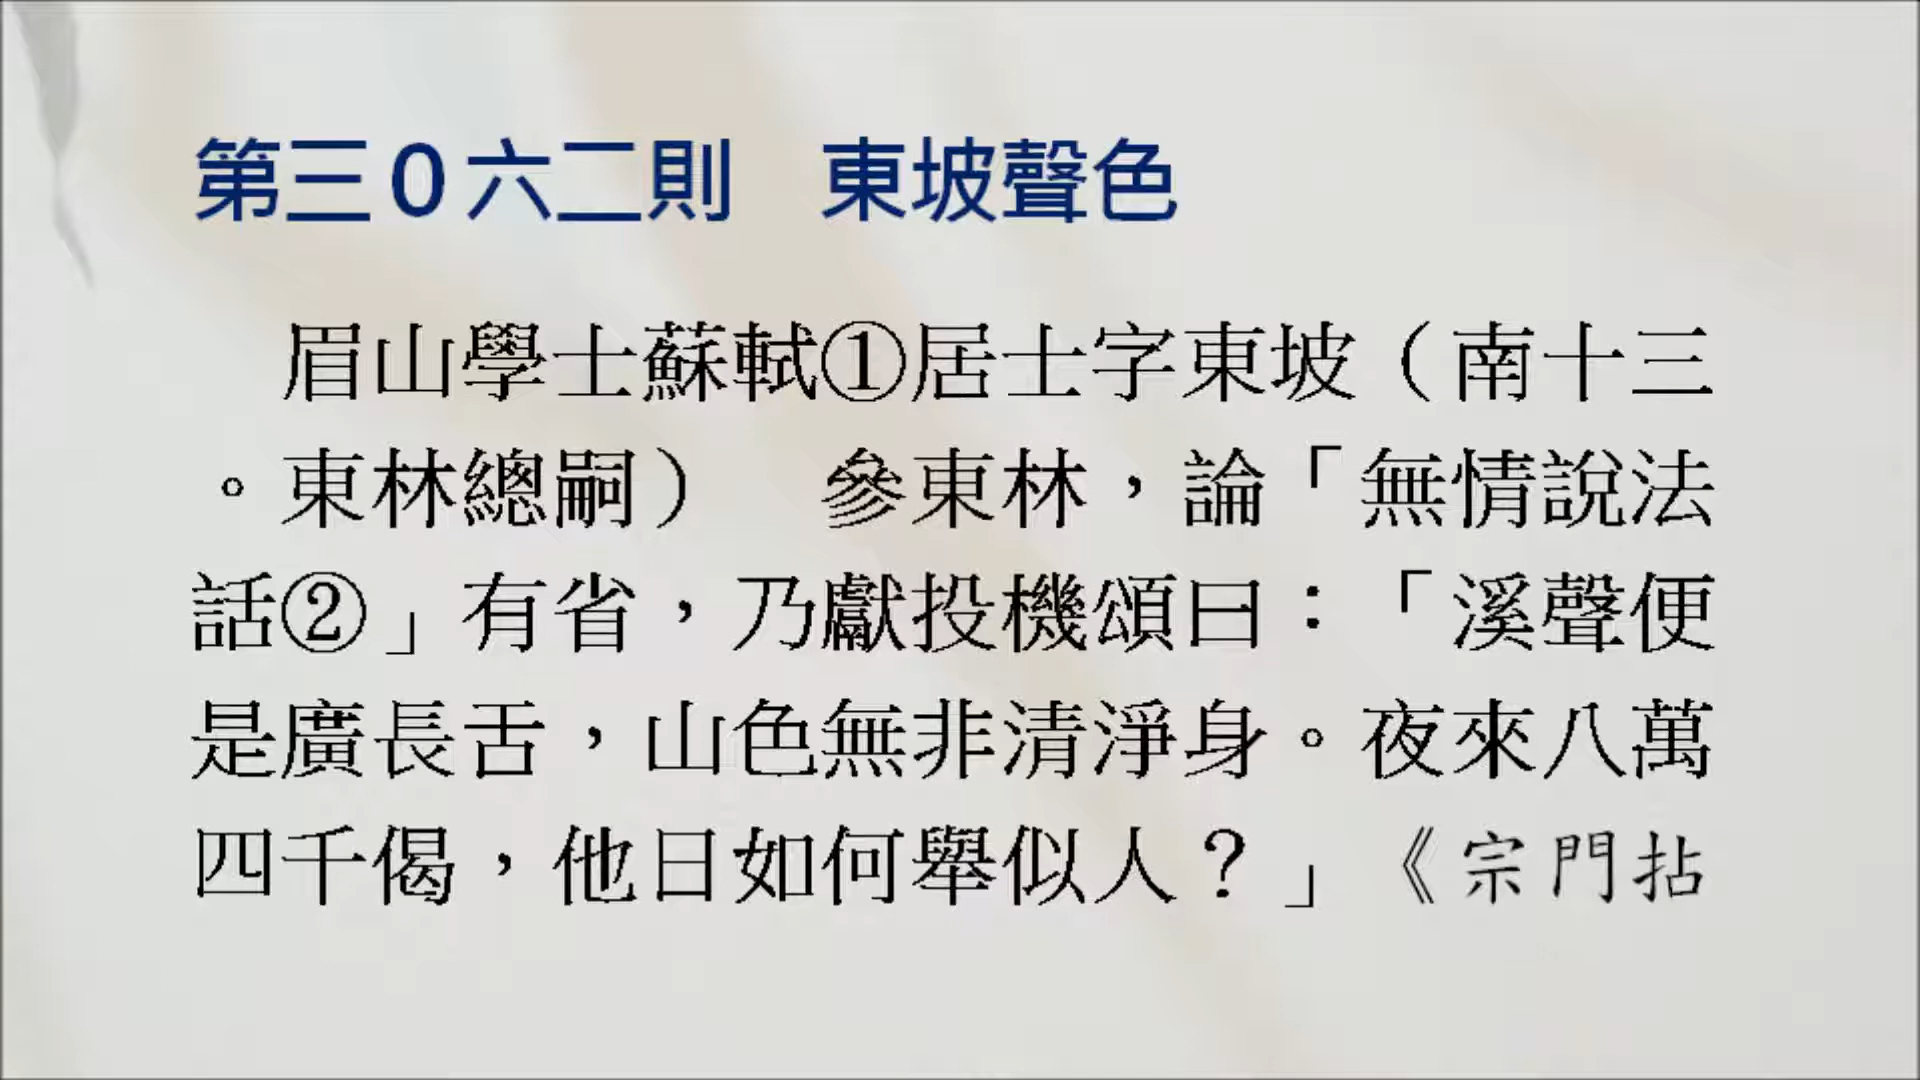 第三0六二則　東坡聲色
眉山學士蘇軾①居士字東坡（南十三
。東林總嗣）　參東林，論「無情說法
話②」有省，乃獻投機頌曰：「溪聲便
是廣長舌，山色無非清淨身。夜來八萬
四千偈，他日如何舉似人？」《宗門拈